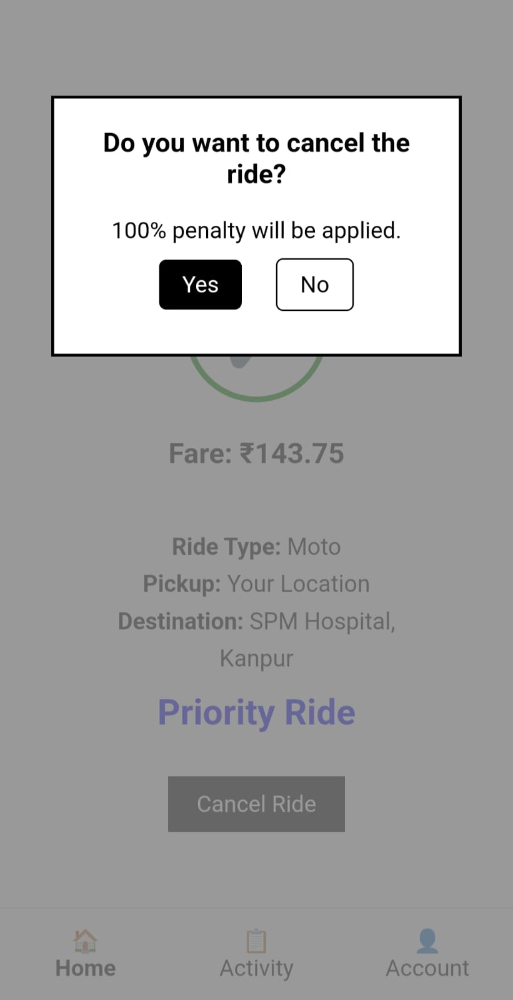 Do you want to cancel the
ride?
100% penalty will be applied.
Yes
No
Fare: ₹143.75
Ride Type: Moto
Pickup: Your Location
Destination: SPM Hospital,
Kanpur
Priority Ride
Cancel Ride
Home
Activity
Account